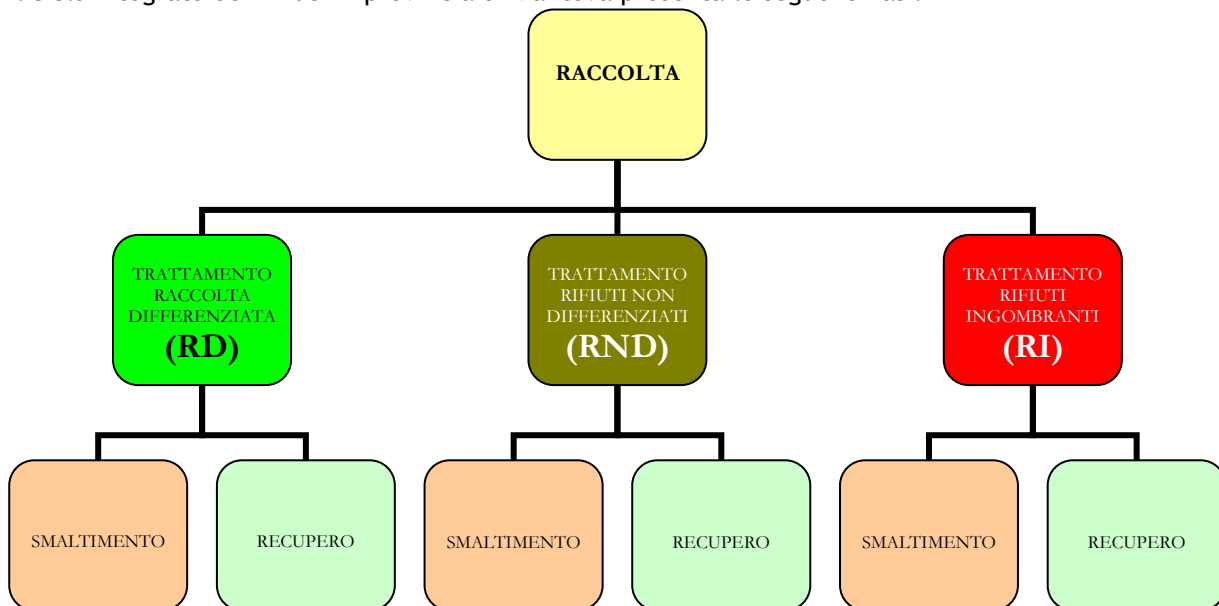 RACCOLTA
TRATTAMENTO
RACCOLTA
DIFFERENZIATA
(RD)
TRATTAMENTO
RIFIUTI NON
DIFFERENZIATI
(RND)
TRATTAMENTO
RIFIUTI
INGOMBRANTI
(RI)
SMALTIMENTO
RECUPERO
SMALTIMENTO
RECUPERO
SMALTIMENTO
RECUPERO